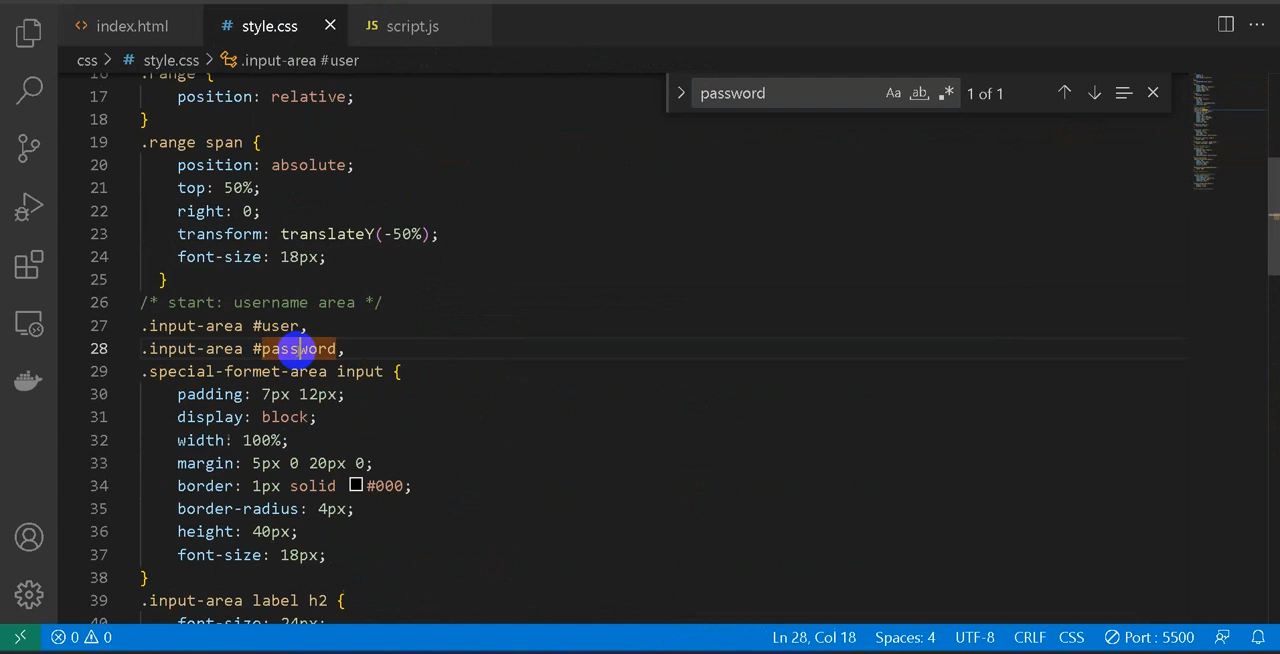 <> index.html # style.css × JS script.js ...
css > # style.css > .input-area #user
password Aa ab .* 1 of 1
16 .range {
17 position: relative;
18 }
19 .range span {
20 position: absolute;
21 top: 50%;
22 right: 0;
23 transform: translateY(-50%);
24 font-size: 18px;
25 }
26 /* start: username area */
27 .input-area #user,
28 .input-area #password,
29 .special-formet-area input {
30 padding: 7px 12px;
31 display: block;
32 width: 100%;
33 margin: 5px 0 20px 0;
34 border: 1px solid #000;
35 border-radius: 4px;
36 height: 40px;
37 font-size: 18px;
38 }
39 .input-area label h2 {
40 font-size: 24px;
0 0 Ln 28, Col 18 Spaces: 4 UTF-8 CRLF CSS Port : 5500